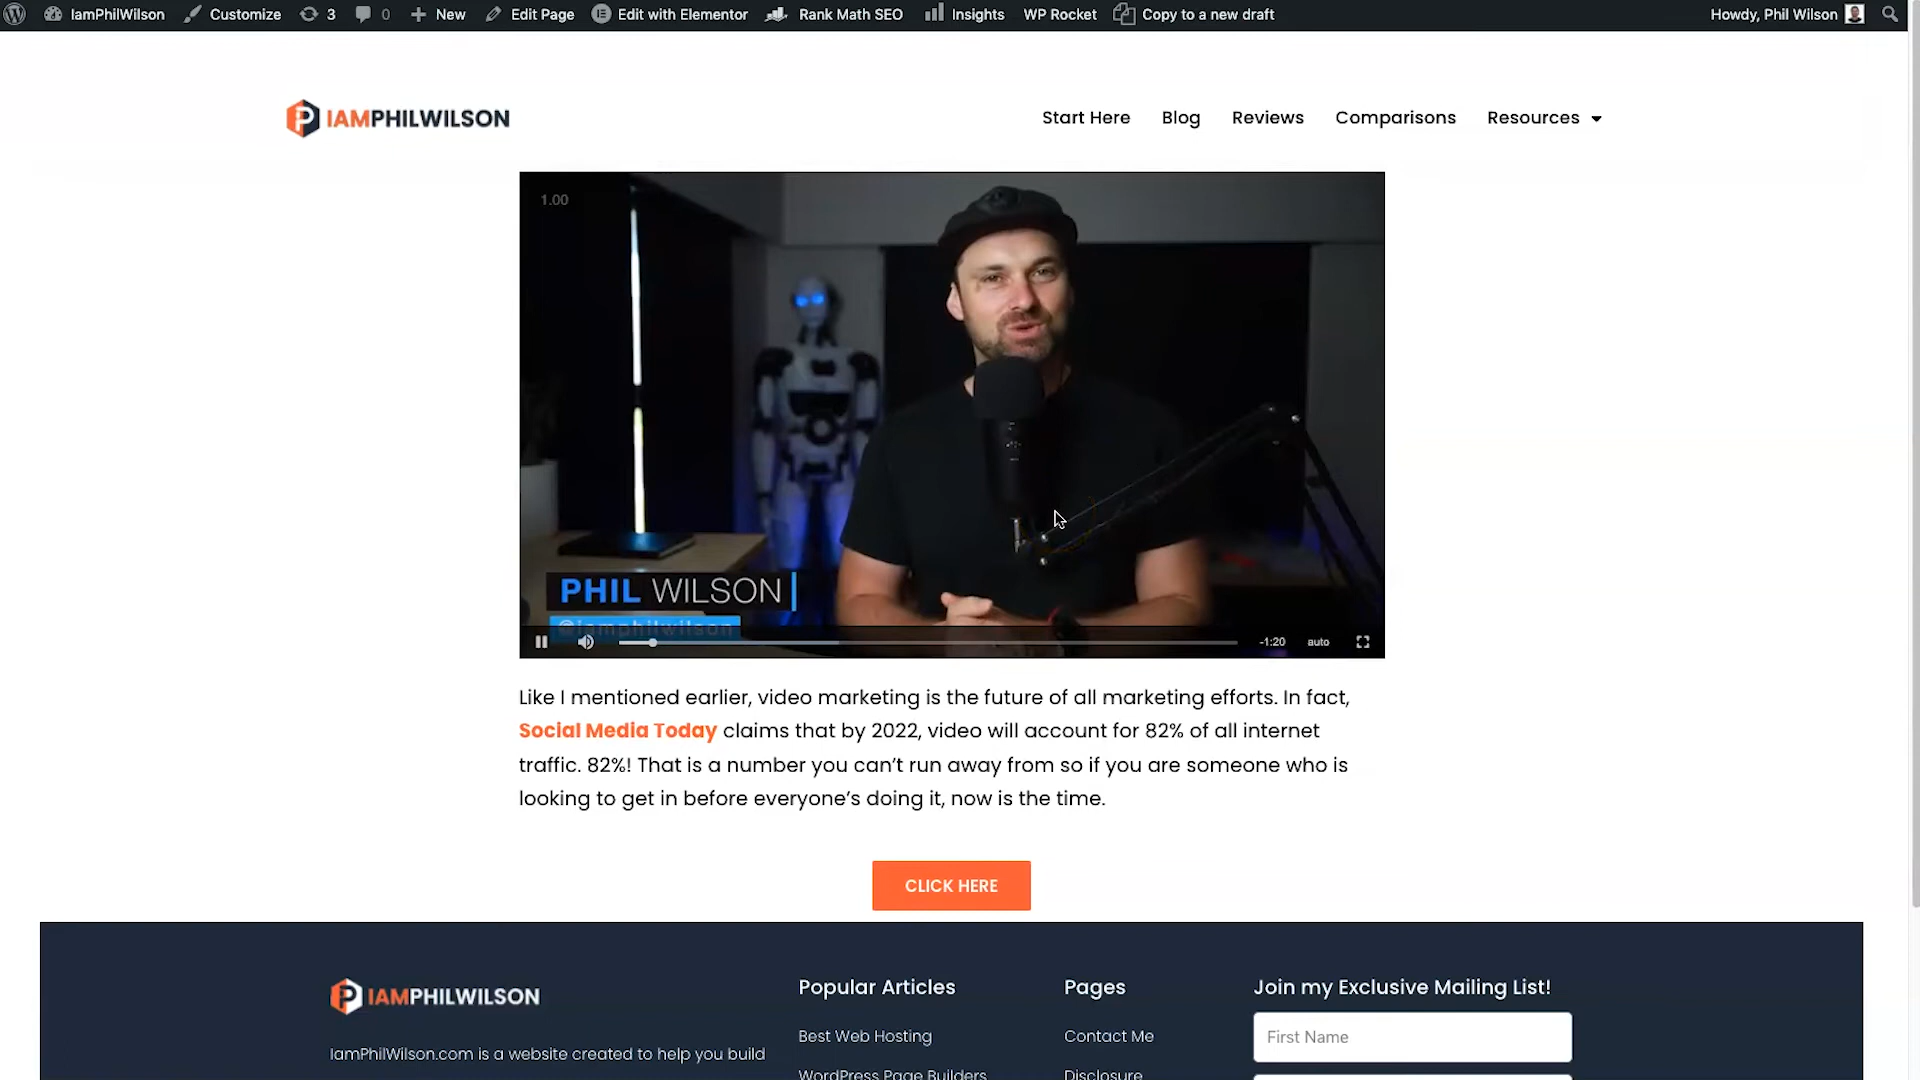 IamPhilWilson Customize 3 0 New Edit Page Edit with Elementor Rank Math SEO Insights WP Rocket Copy to a new draft Howdy, Phil Wilson
IAMPHILWILSON
Start Here Blog Reviews Comparisons Resources
1.00
PHIL WILSON
@iamphilwilson
-1:20 auto
Like I mentioned earlier, video marketing is the future of all marketing efforts. In fact,
Social Media Today claims that by 2022, video will account for 82% of all internet
traffic. 82%! That is a number you can't run away from so if you are someone who is
looking to get in before everyone's doing it, now is the time.
CLICK HERE
IAMPHILWILSON
IamPhilWilson.com is a website created to help you build
Popular Articles
Best Web Hosting
WordPress Page Builders
Pages
Contact Me
Disclosure
Join my Exclusive Mailing List!
First Name